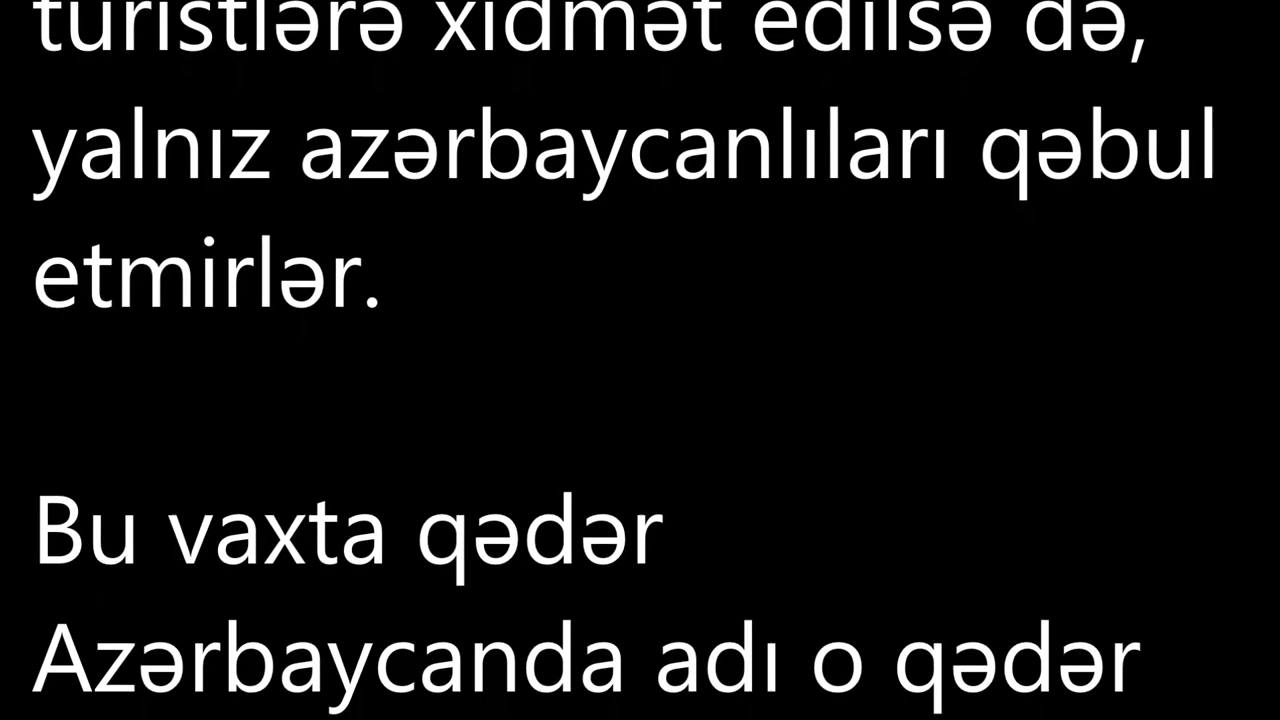 turistlərə xidmət edilsə də,
yalnız azərbaycanlıları qəbul
etmirlər.
Bu vaxta qədər
Azərbaycanda adı o qədər